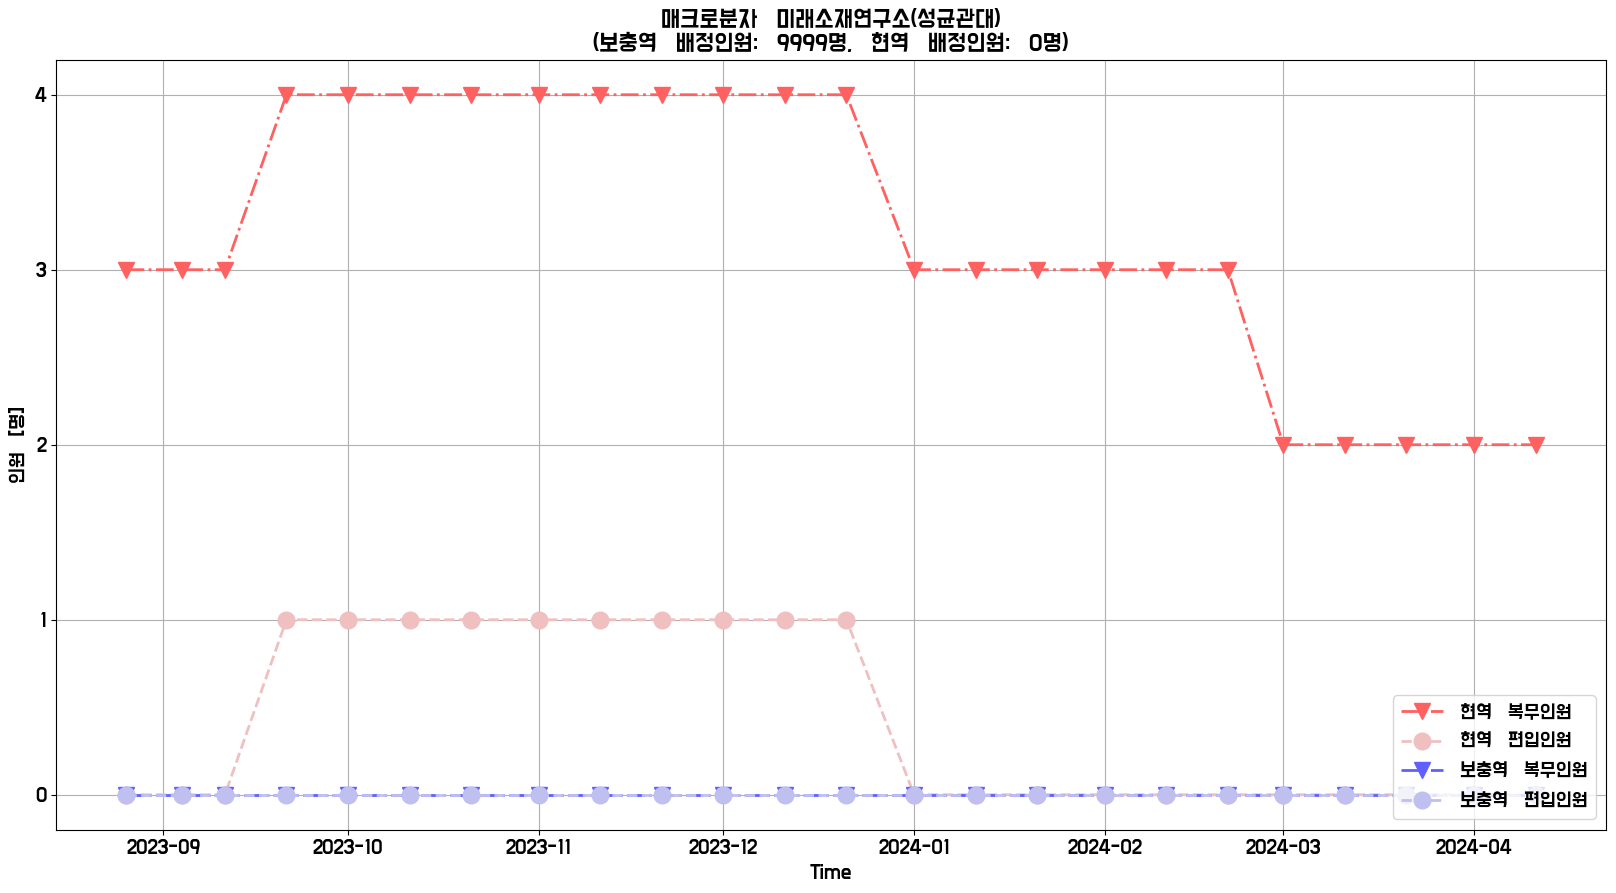 매크로분자 미래소재연구소(성균관대)
(보충역 배정인원: 9999명, 현역 배정인원: 0명)
4
3
2
1
0
인원 [명]
2023-09
2023-10
2023-11
2023-12
2024-01
2024-02
2024-03
2024-04
Time
현역 복무인원
현역 편입인원
보충역 복무인원
보충역 편입인원